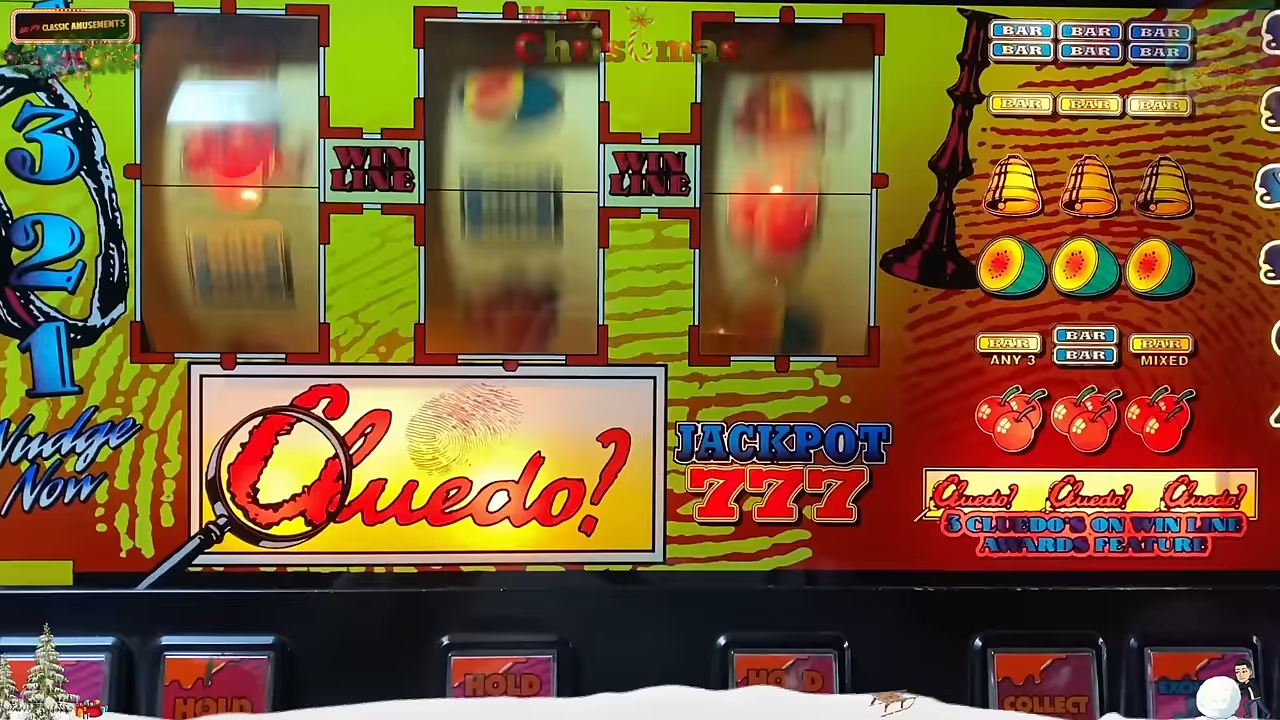 CLASSIC AMUSEMENTS
Merry
Christmas
3
2
1
Nudge
Now
WIN
LINE
WIN
LINE
BAR BAR BAR
BAR BAR BAR
BAR BAR BAR
BAR BAR BAR
ANY 3 BAR MIXED
Cluedo?
JACKPOT
777
Cluedo? Cluedo? Cluedo?
3 CLUEDO'S ON WIN LINE
AWARDS FEATURE
HOLD
HOLD
HOLD
COLLECT